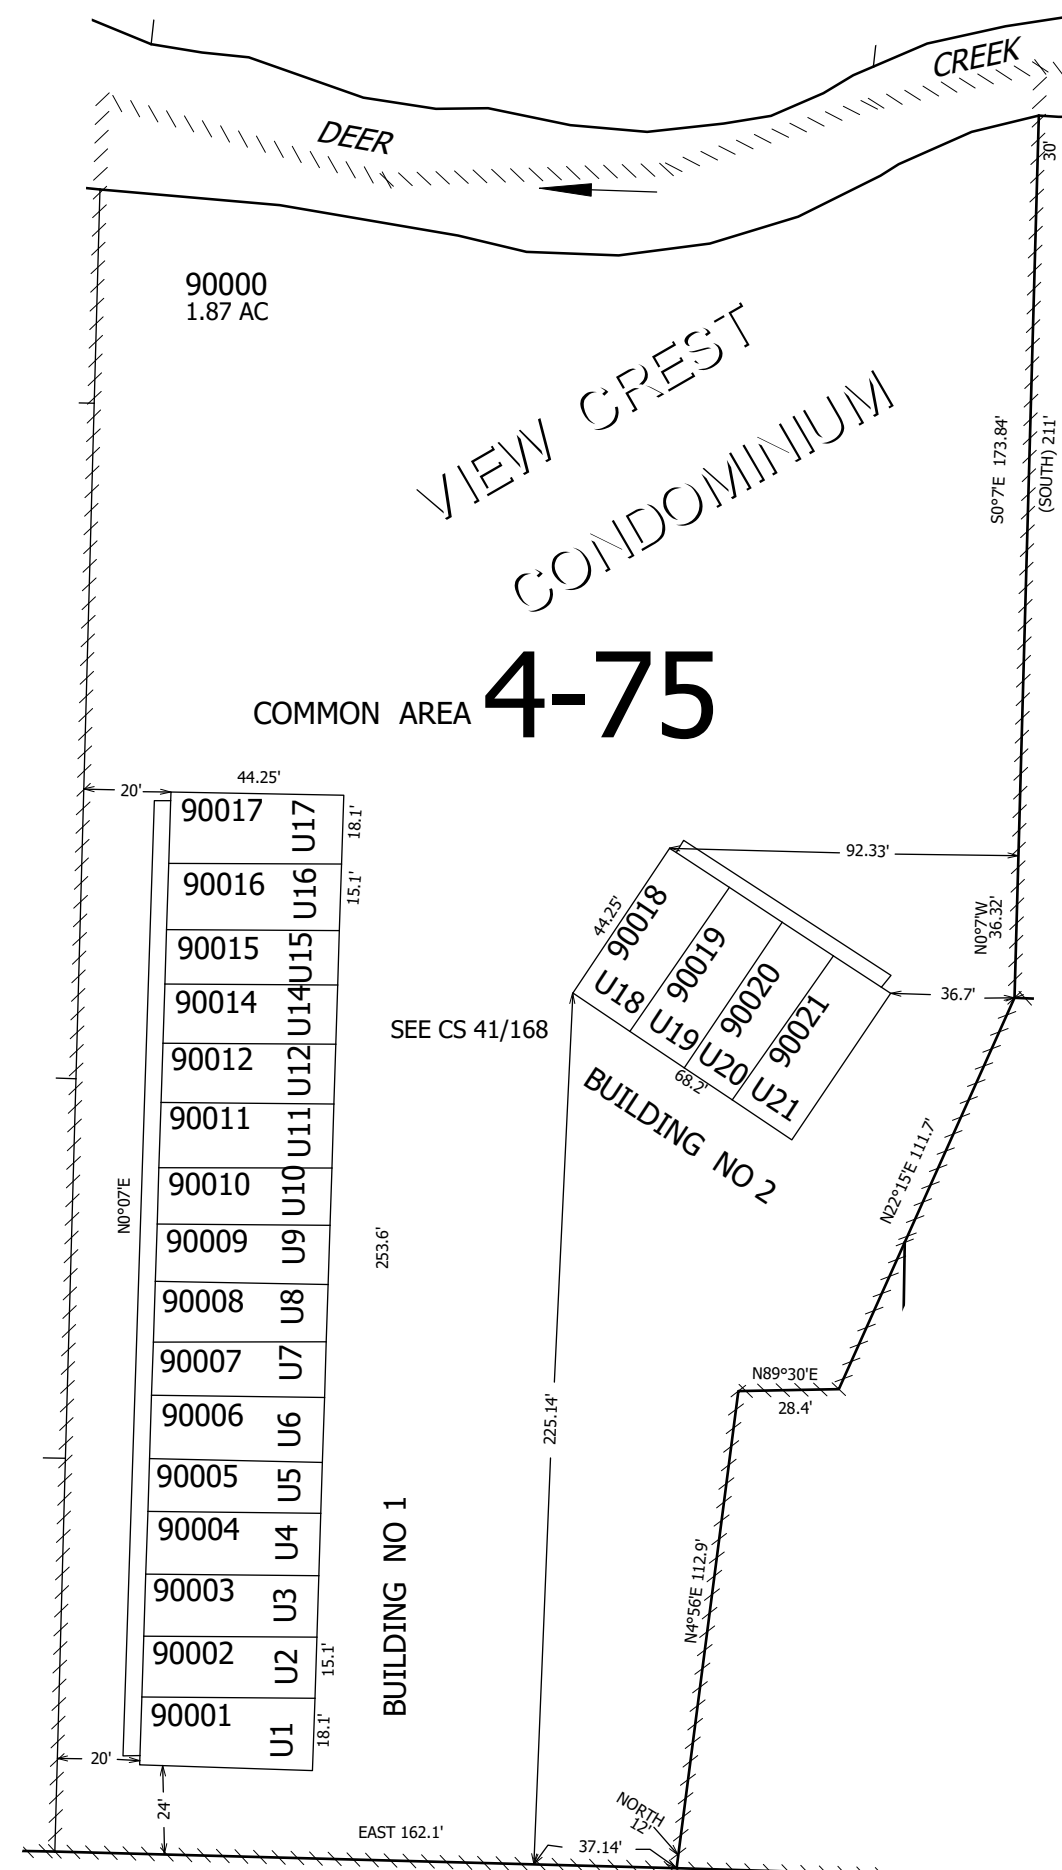 CREEK
DEER
30'
90000
1.87 AC
VIEW CREST
CONDOMINIUM
S0°7'E 173.84'
(SOUTH) 211'
COMMON AREA
4-75
44.25'
20'
90017 U17
18.1'
90016 U16
15.1'
90015 U15
90014 U14
90012 U12
90011 U11
90010 U10
90009 U9
90008 U8
90007 U7
90006 U6
90005 U5
90004 U4
90003 U3
90002 U2
15.1'
90001 U1
18.1'
N0°07'E
253.6'
BUILDING NO 1
20'
24'
SEE CS 41/168
92.33'
44.25'
90018
U18
90019
U19
90020
U20
90021
U21
68.2'
BUILDING NO 2
N0°7'W
36.32'
36.7'
N22°15'E 111.7'
N89°30'E
28.4'
225.14'
N4°56'E 112.9'
NORTH
12'
EAST 162.1'
37.14'